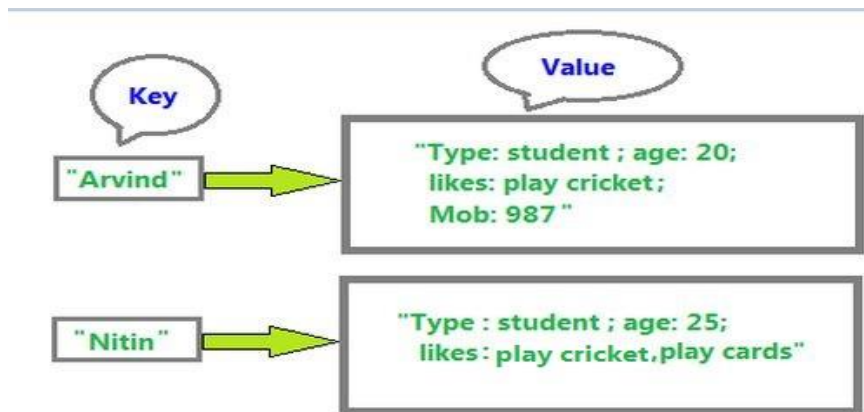 Key
Value
"Arvind"
"Type: student ; age: 20;
likes: play cricket;
Mob: 987"
"Nitin"
"Type : student ; age: 25;
likes: play cricket,play cards"